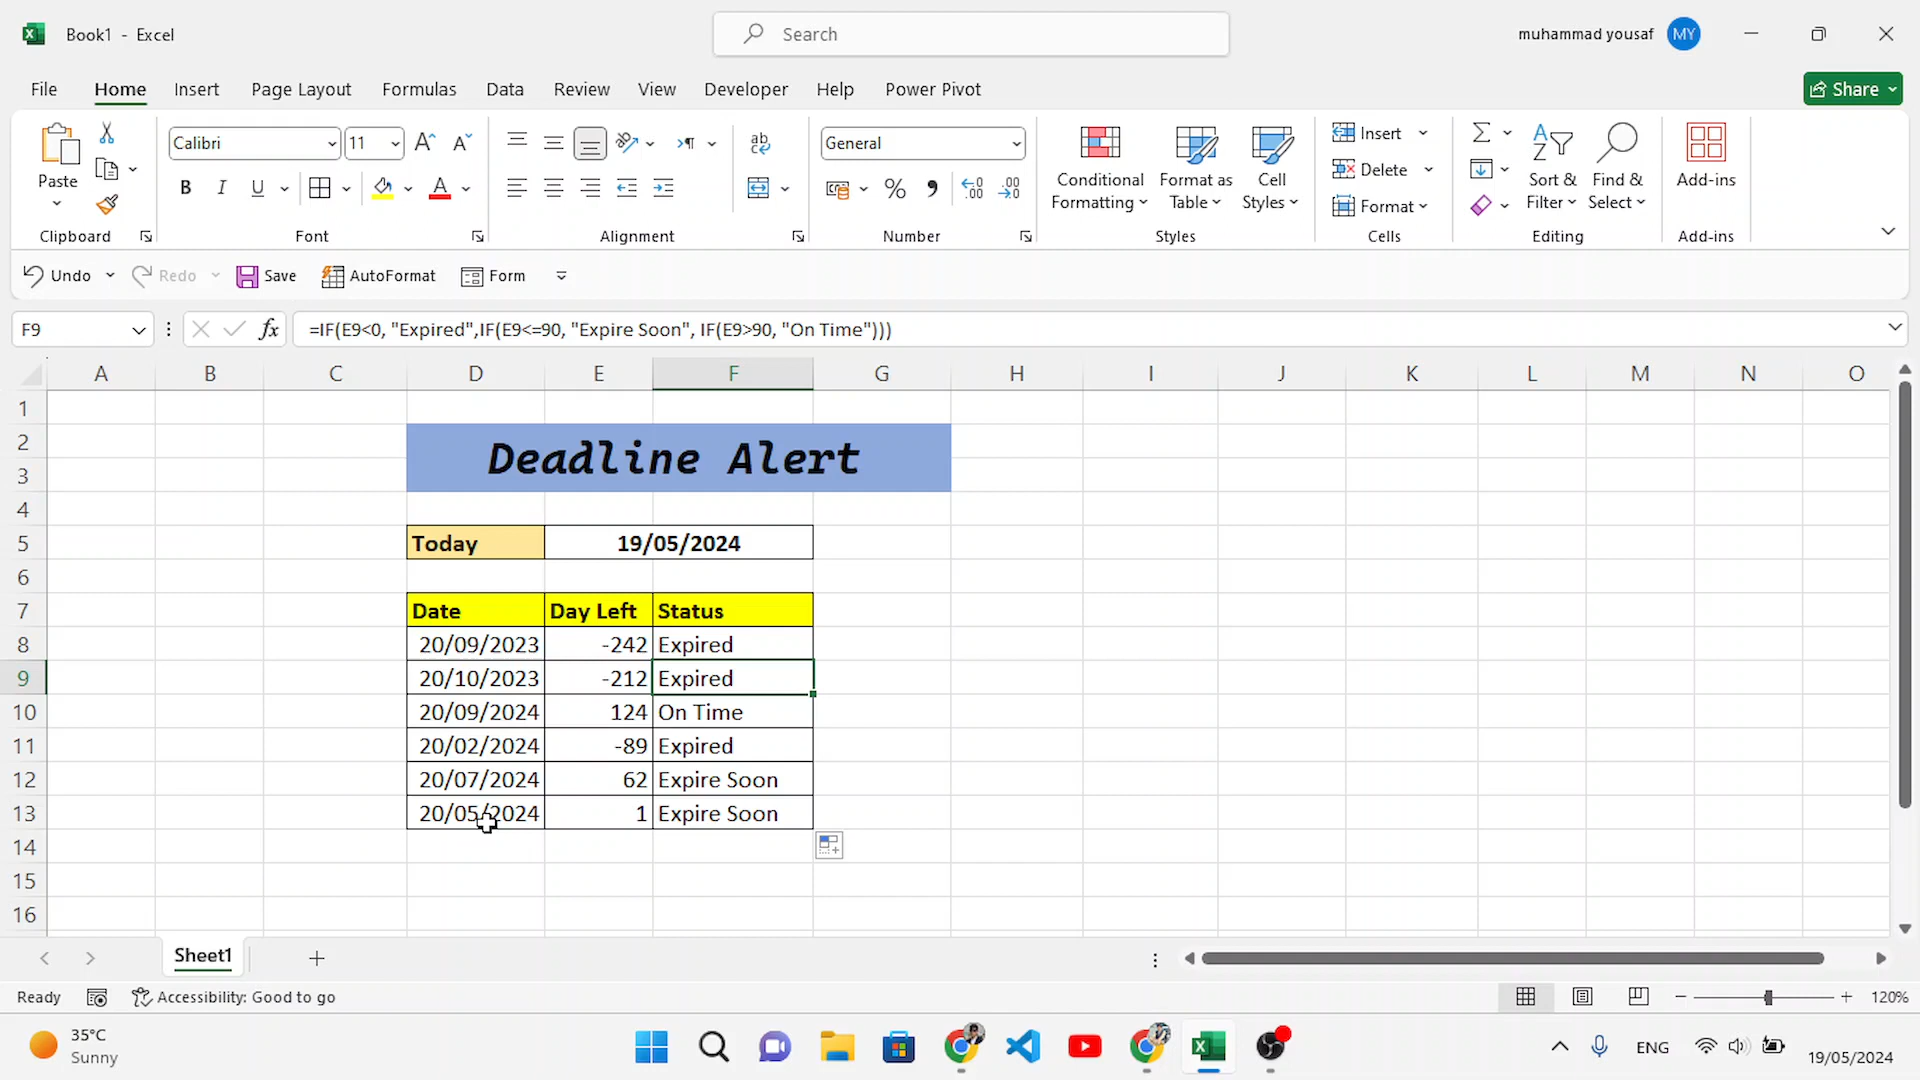 Book1 - Excel
Search
muhammad yousaf MY
File Home Insert Page Layout Formulas Data Review View Developer Help Power Pivot Share
Paste
Calibri 11
B I U
General
Conditional Formatting
Format as Table
Cell Styles
Insert
Delete
Format
Sort & Filter
Find & Select
Add-ins
Clipboard Font Alignment Number Styles Cells Editing Add-ins
Undo Redo Save AutoFormat Form
F9 fx =IF(E9<0, "Expired",IF(E9<=90, "Expire Soon", IF(E9>90, "On Time")))
A B C D E F G H I J K L M N O
1
2
Deadline Alert
3
4
5 Today 19/05/2024
6
7 Date Day Left Status
8 20/09/2023 -242 Expired
9 20/10/2023 -212 Expired
10 20/09/2024 124 On Time
11 20/02/2024 -89 Expired
12 20/07/2024 62 Expire Soon
13 20/05/2024 1 Expire Soon
14
15
16
Sheet1
Ready Accessibility: Good to go 120%
35°C
Sunny
ENG
19/05/2024